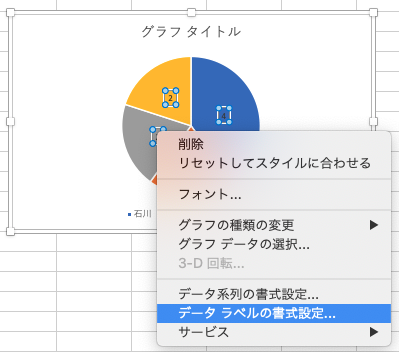 グラフ タイトル
2
4
石川
削除
リセットしてスタイルに合わせる
フォント...
グラフの種類の変更
グラフ データの選択...
3-D 回転...
データ系列の書式設定...
データ ラベルの書式設定...
サービス